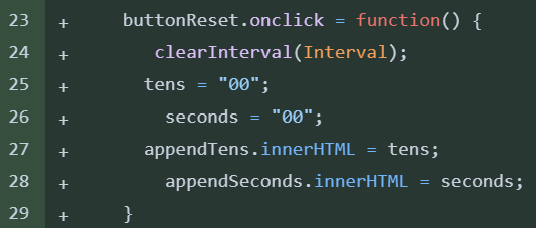 23 + buttonReset.onclick = function() {
24 + clearInterval(Interval);
25 + tens = "00";
26 + seconds = "00";
27 + appendTens.innerHTML = tens;
28 + appendSeconds.innerHTML = seconds;
29 + }